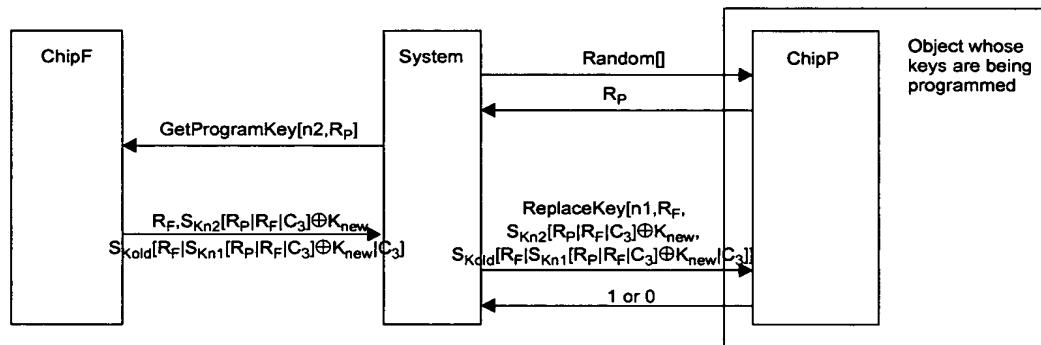 ChipF
System
ChipP
Object whose
keys are being
programmed
Random[]
R_P
GetProgramKey[n2,R_P]
R_F,S_Kn2[R_P|R_F|C_3]⊕K_new
S_Kold[R_F|S_Kn1[R_P|R_F|C_3]⊕K_new|C_3]
ReplaceKey[n1,R_F,
S_Kn2[R_P|R_F|C_3]⊕K_new,
S_Kold[R_F|S_Kn1[R_P|R_F|C_3]⊕K_new|C_3]]
1 or 0